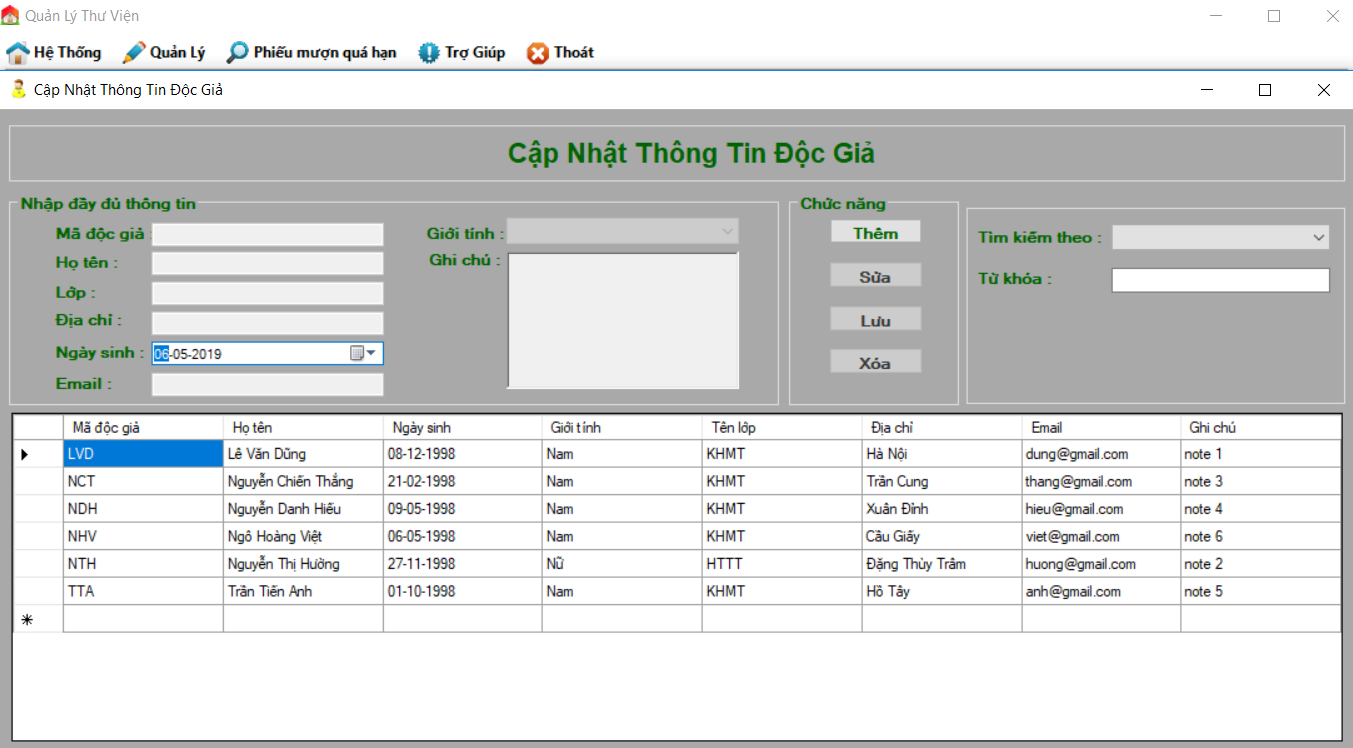 Quản Lý Thư Viện
Hệ Thống Quản Lý Phiếu mượn quá hạn Trợ Giúp Thoát
Cập Nhật Thông Tin Độc Giả
Cập Nhật Thông Tin Độc Giả
Nhập đầy đủ thông tin
Mã độc giả :
Họ tên :
Lớp :
Địa chỉ :
Ngày sinh : 06-05-2019
Email :
Giới tính :
Ghi chú :
Chức năng
Thêm
Sửa
Lưu
Xóa
Tìm kiếm theo :
Từ khóa :
Mã độc giả Họ tên Ngày sinh Giới tính Tên lớp Địa chỉ Email Ghi chú
LVD Lê Văn Dũng 08-12-1998 Nam KHMT Hà Nội dung@gmail.com note 1
NCT Nguyễn Chiến Thắng 21-02-1998 Nam KHMT Trần Cung thang@gmail.com note 3
NDH Nguyễn Danh Hiếu 09-05-1998 Nam KHMT Xuân Đỉnh hieu@gmail.com note 4
NHV Ngô Hoàng Việt 06-05-1998 Nam KHMT Cầu Giấy viet@gmail.com note 6
NTH Nguyễn Thị Hường 27-11-1998 Nữ HTTT Đặng Thùy Trâm huong@gmail.com note 2
TTA Trần Tiến Anh 01-10-1998 Nam KHMT Hồ Tây anh@gmail.com note 5